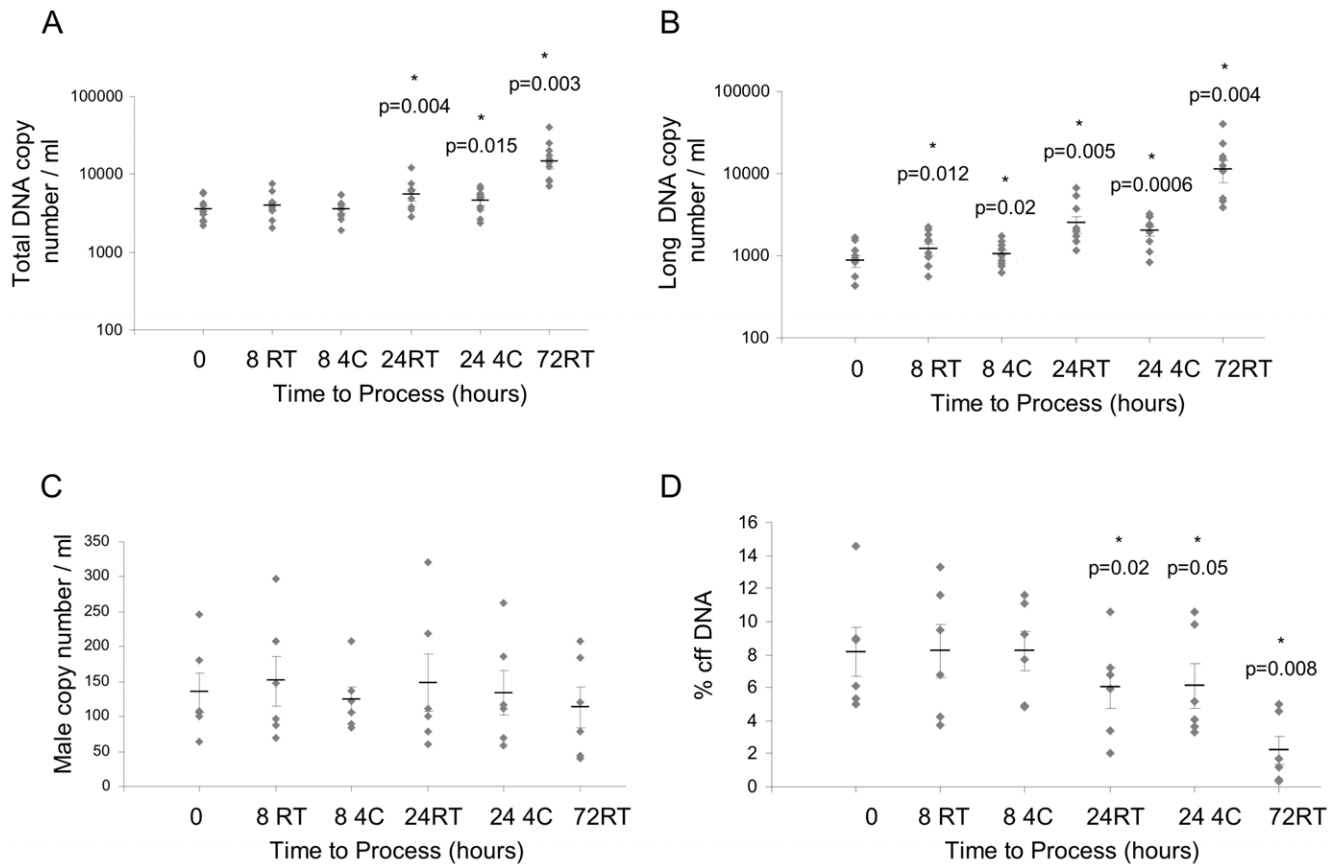 A
Total DNA copy
number / ml
100000
10000
1000
100
*
p=0.004
*
p=0.015
*
p=0.003
0 8 RT 8 4C 24RT 24 4C 72RT
Time to Process (hours)
B
Long DNA copy
number / ml
100000
10000
1000
100
*
p=0.012
*
p=0.02
*
p=0.005
*
p=0.0006
*
p=0.004
0 8 RT 8 4C 24RT 24 4C 72RT
Time to Process (hours)
C
Male copy number / ml
350
300
250
200
150
100
50
0
0 8 RT 8 4C 24RT 24 4C 72RT
Time to Process (hours)
D
% cff DNA
16
14
12
10
8
6
4
2
0
*
p=0.02
*
p=0.05
*
p=0.008
0 8 RT 8 4C 24RT 24 4C 72RT
Time to Process (hours)